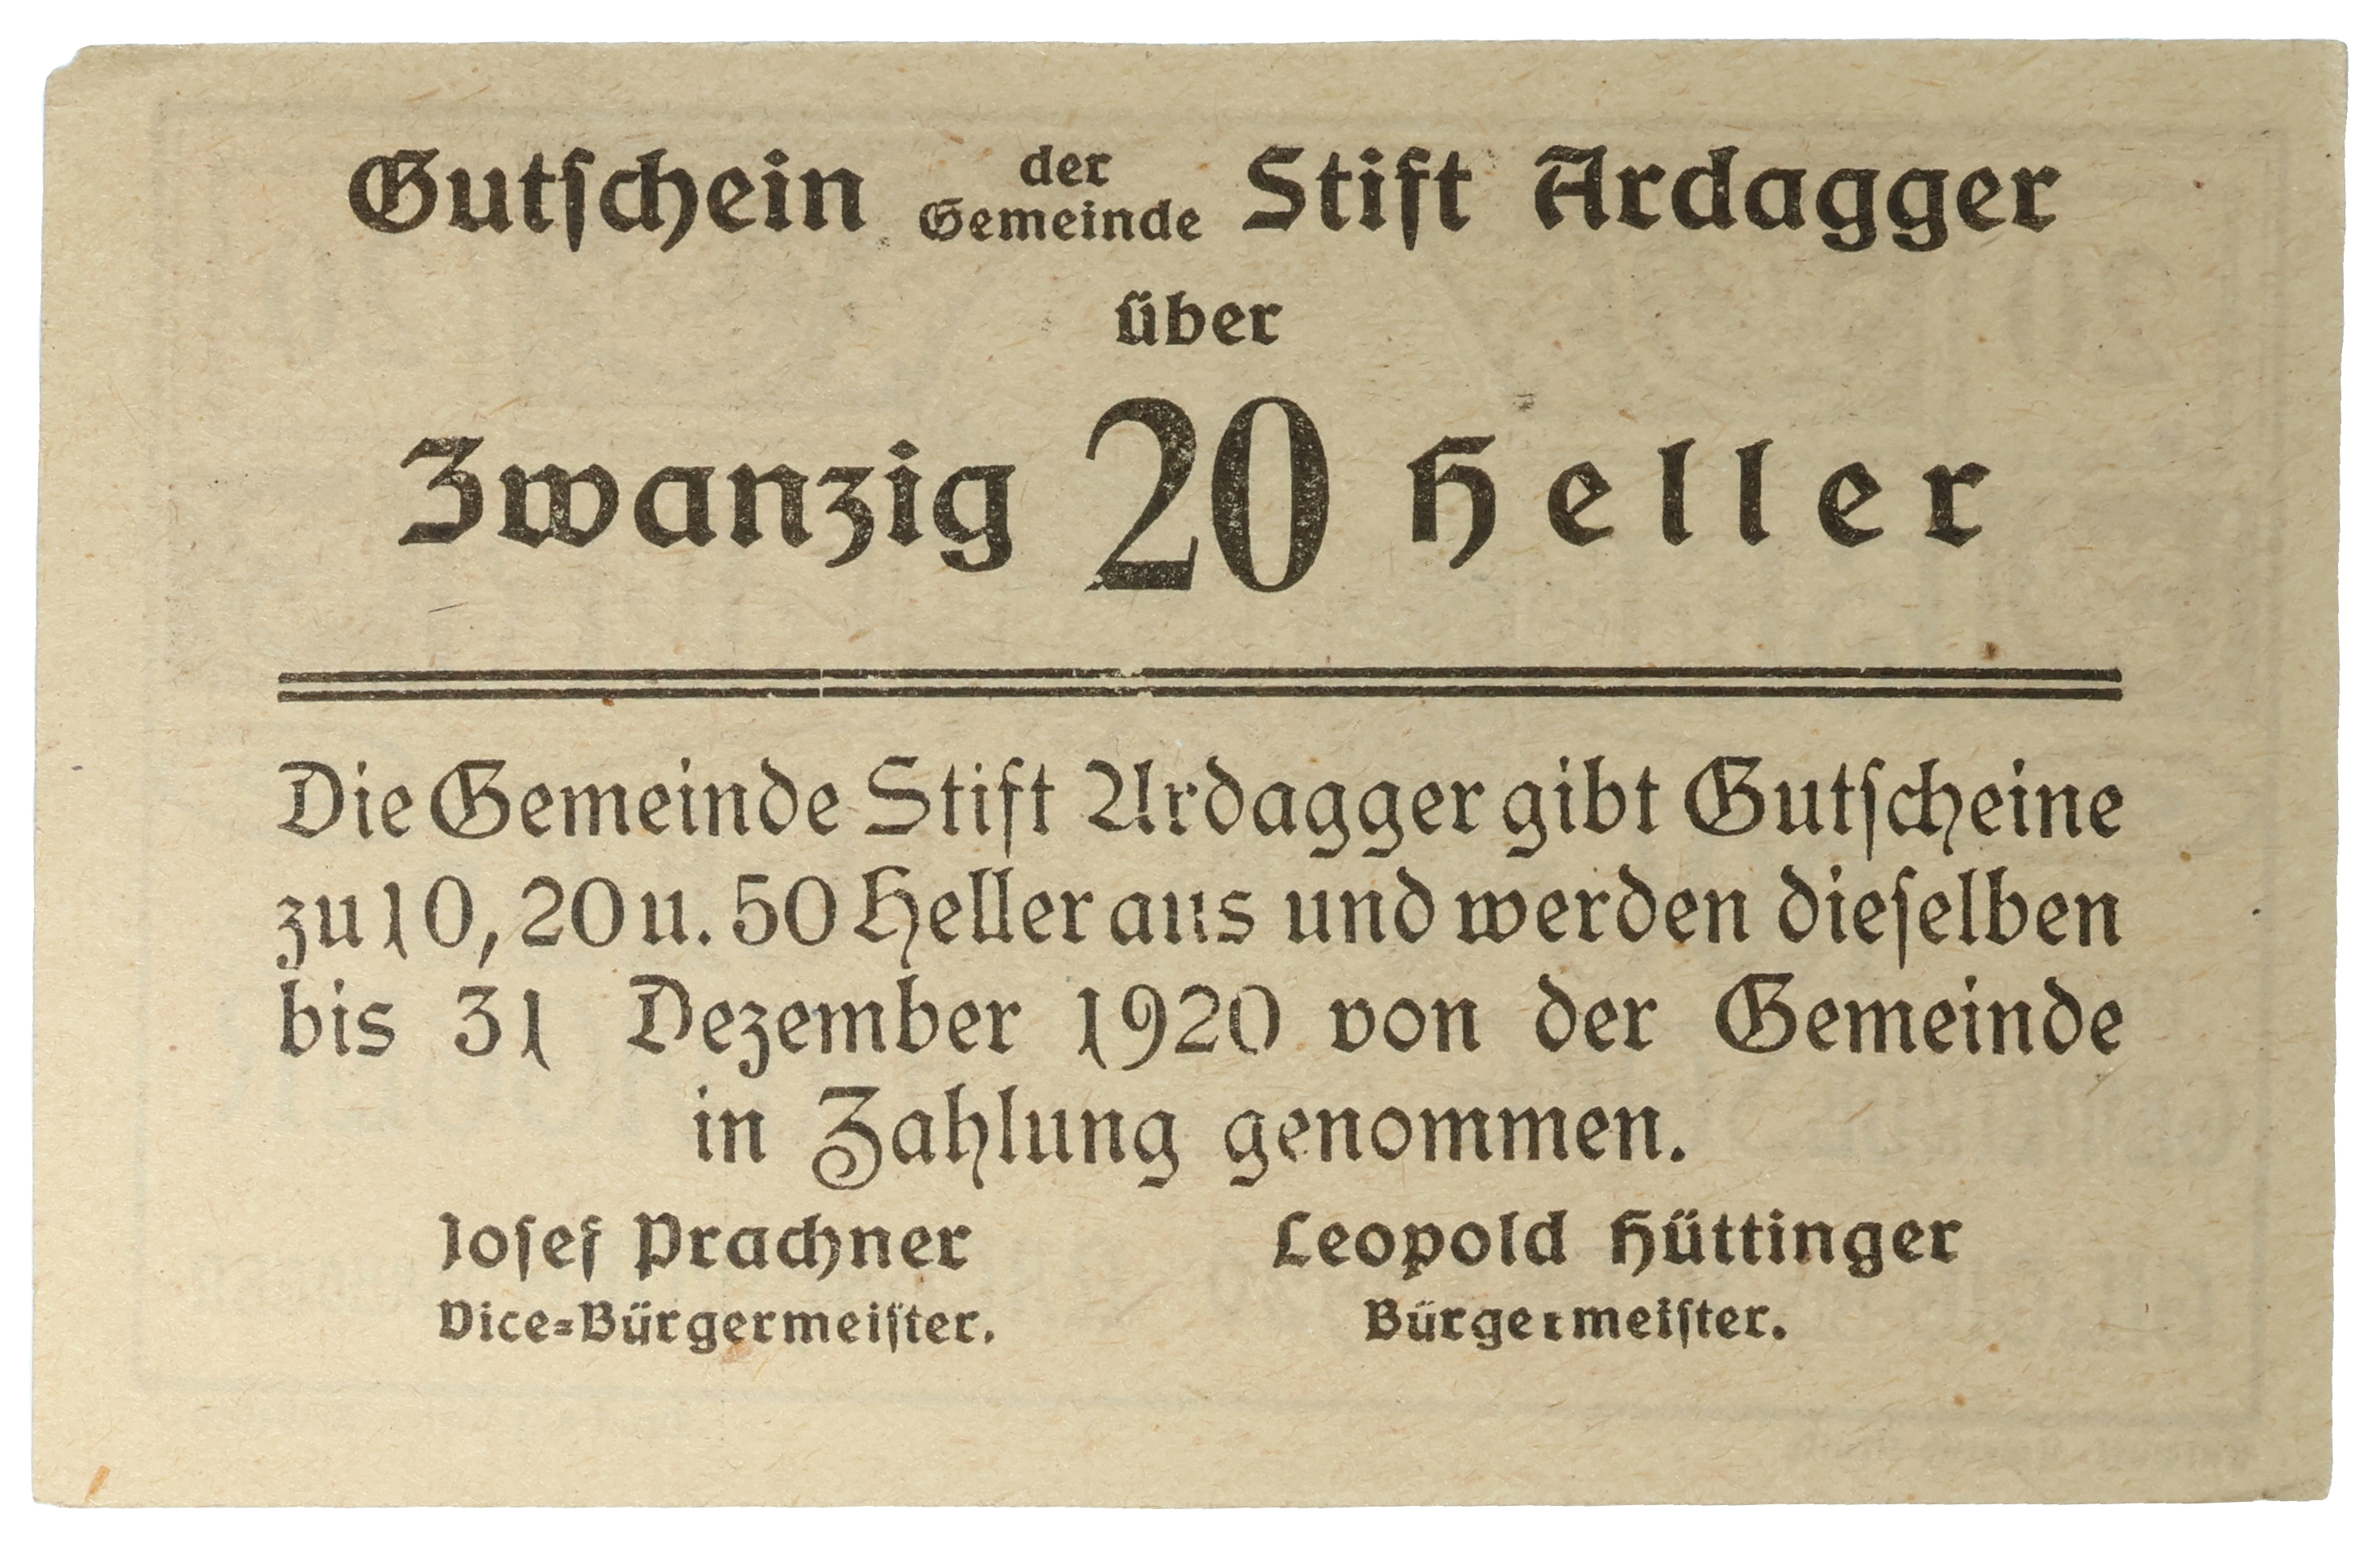 Gutschein der Gemeinde Stift Ardagger
über
Zwanzig 20 Heller
Die Gemeinde Stift Ardagger gibt Gutscheine
zu 10, 20 u. 50 Heller aus und werden dieselben
bis 31 Dezember 1920 von der Gemeinde
in Zahlung genommen.
Josef Prachner Leopold Hüttinger
Vice=Bürgermeister. Bürgermeister.